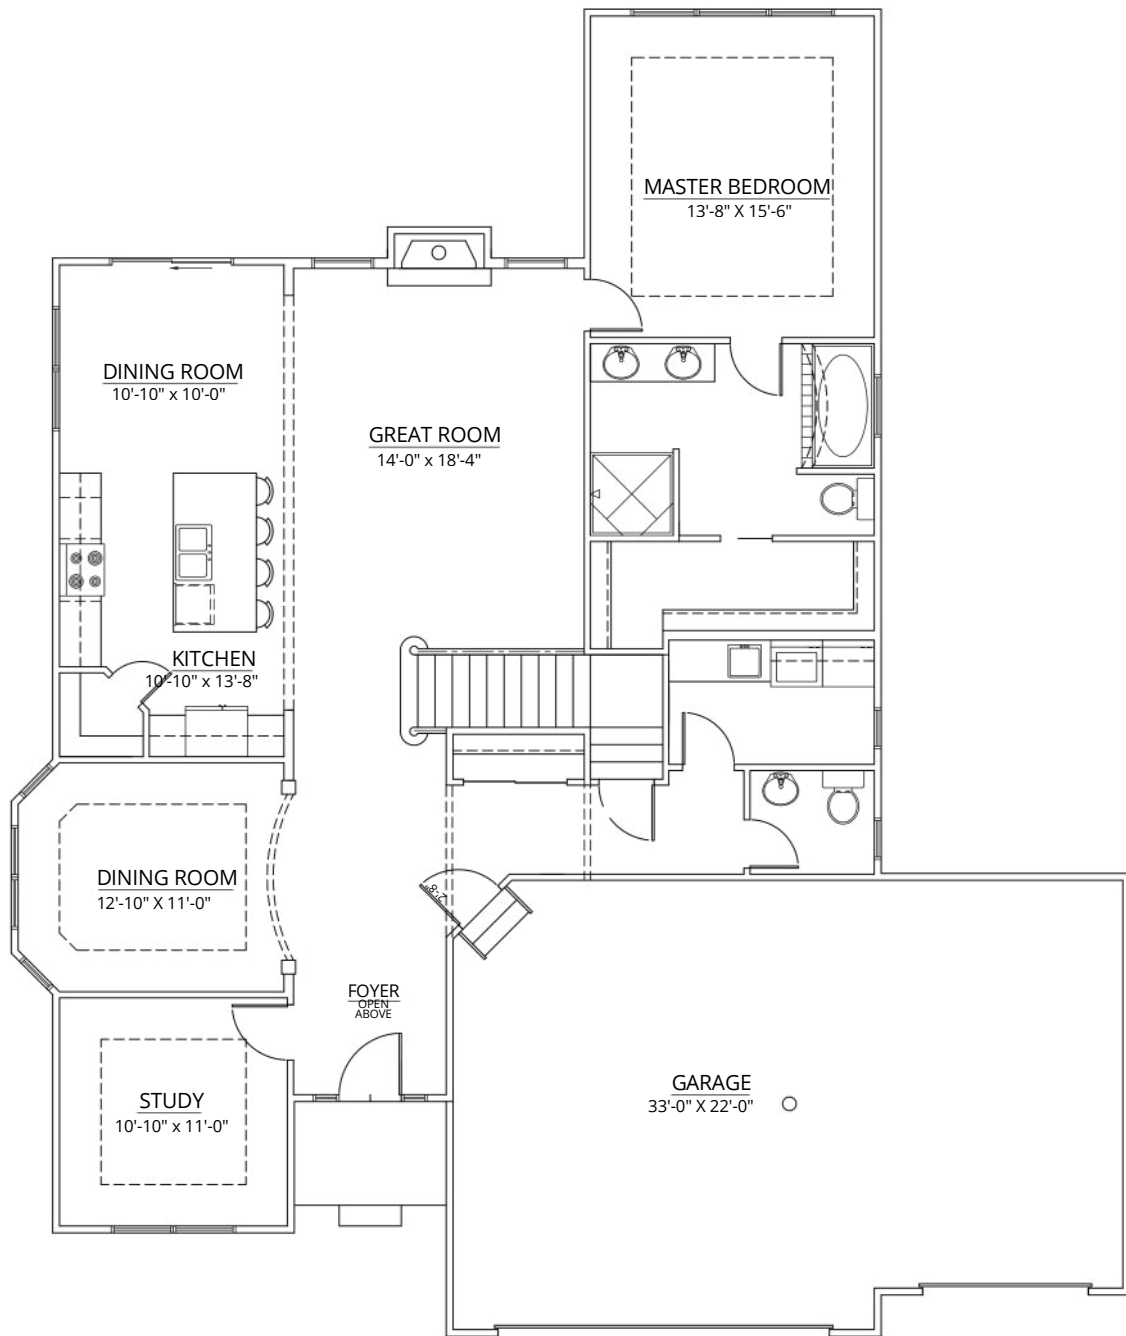 MASTER BEDROOM
13'-8" X 15'-6"
DINING ROOM
10'-10" x 10'-0"
GREAT ROOM
14'-0" x 18'-4"
KITCHEN
10'-10" x 13'-8"
DINING ROOM
12'-10" X 11'-0"
2'-8"
FOYER
OPEN
ABOVE
STUDY
10'-10" x 11'-0"
GARAGE
33'-0" X 22'-0"